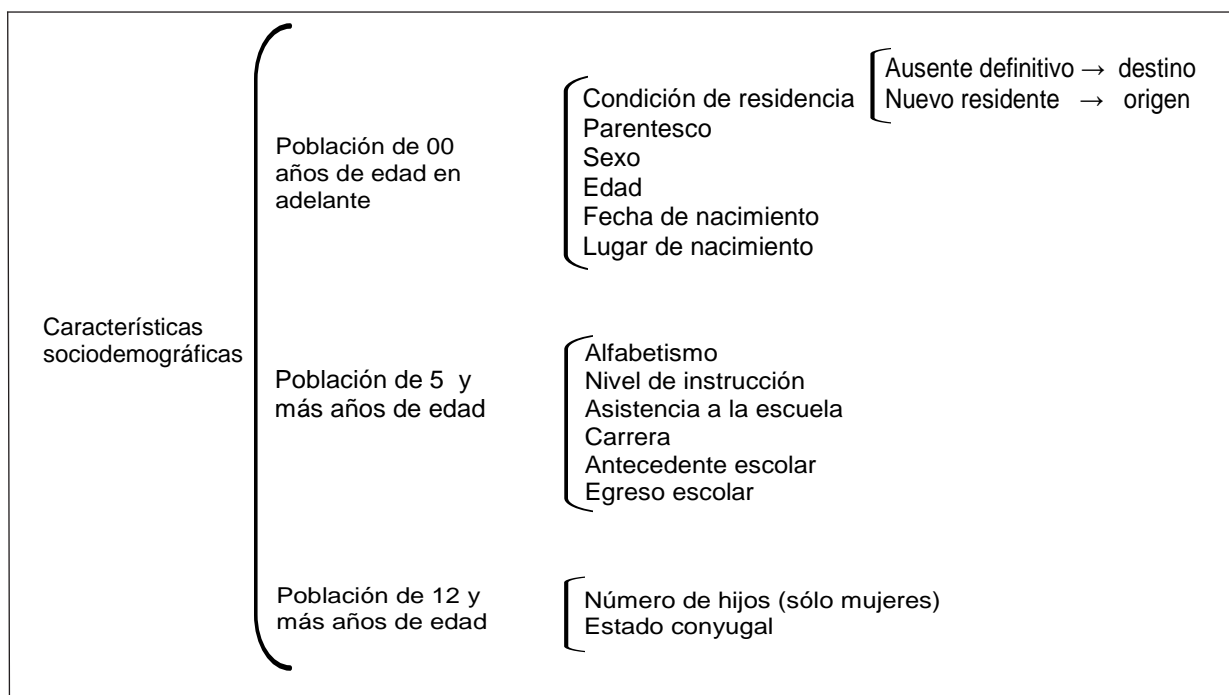 Características
sociodemográficas
Población de 00
años de edad en
adelante
Condición de residencia
Parentesco
Sexo
Edad
Fecha de nacimiento
Lugar de nacimiento
Ausente definitivo → destino
Nuevo residente → origen
Población de 5 y
más años de edad
Alfabetismo
Nivel de instrucción
Asistencia a la escuela
Carrera
Antecedente escolar
Egreso escolar
Población de 12 y
más años de edad
Número de hijos (sólo mujeres)
Estado conyugal